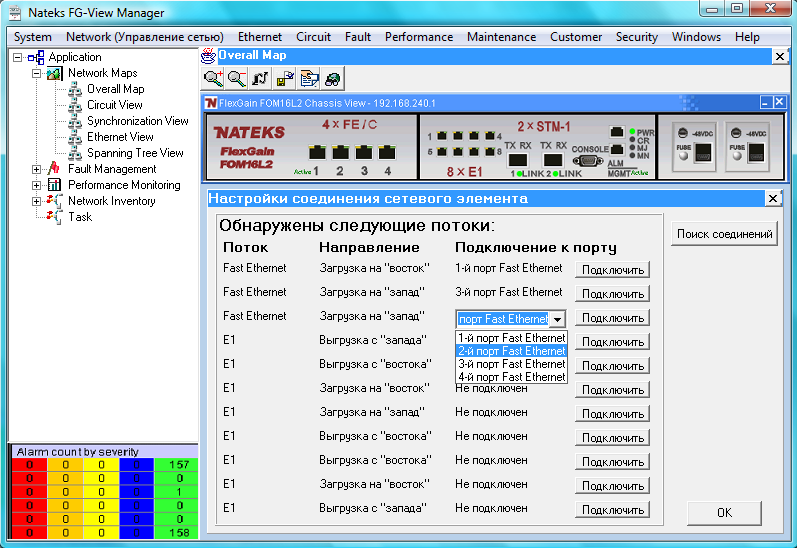 Nateks FG-View Manager
System Network (Управление сетью) Ethernet Circuit Fault Performance Maintenance Customer Security Windows Help
Application
Network Maps
Overall Map
Circuit View
Synchronization View
Ethernet View
Spanning Tree View
Fault Management
Performance Monitoring
Network Inventory
Task
Overall Map
FlexGain FOM16L2 Chassis View - 192.168.240.1
NATEKS
FlexGain
FOM16L2
4 X FE / C
Active 1 2 3 4
1 4
5 8
8 X E1
2 X STM-1
TX RX TX RX
1 LINK 2 LINK
CONSOLE
ALM
MGMT Active
PWR
CR
MJ
MN
-48VDC
FUSE
-48VDC
FUSE
Настройки соединения сетевого элемента
Обнаружены следующие потоки:
Поток Направление Подключение к порту
Fast Ethernet Загрузка на "восток" 1-й порт Fast Ethernet Подключить
Fast Ethernet Загрузка на "запад" 3-й порт Fast Ethernet Подключить
Fast Ethernet Загрузка на "запад" порт Fast Ethernet Подключить
1-й порт Fast Ethernet
2-й порт Fast Ethernet
3-й порт Fast Ethernet
4-й порт Fast Ethernet
E1 Выгрузка с "запада" Подключить
E1 Выгрузка с "востока" Подключить
E1 Загрузка на "восток" Не подключен Подключить
E1 Загрузка на "запад" Не подключен Подключить
E1 Выгрузка с "востока" Не подключен Подключить
E1 Выгрузка с "востока" Не подключен Подключить
E1 Загрузка на "восток" Не подключен Подключить
E1 Выгрузка с "запада" Не подключен Подключить
Поиск соединений
OK
Alarm count by severity
0 0 0 0 157
0 0 0 0 0
0 0 0 0 1
0 0 0 0 0
0 0 0 0 0
0 0 0 0 158